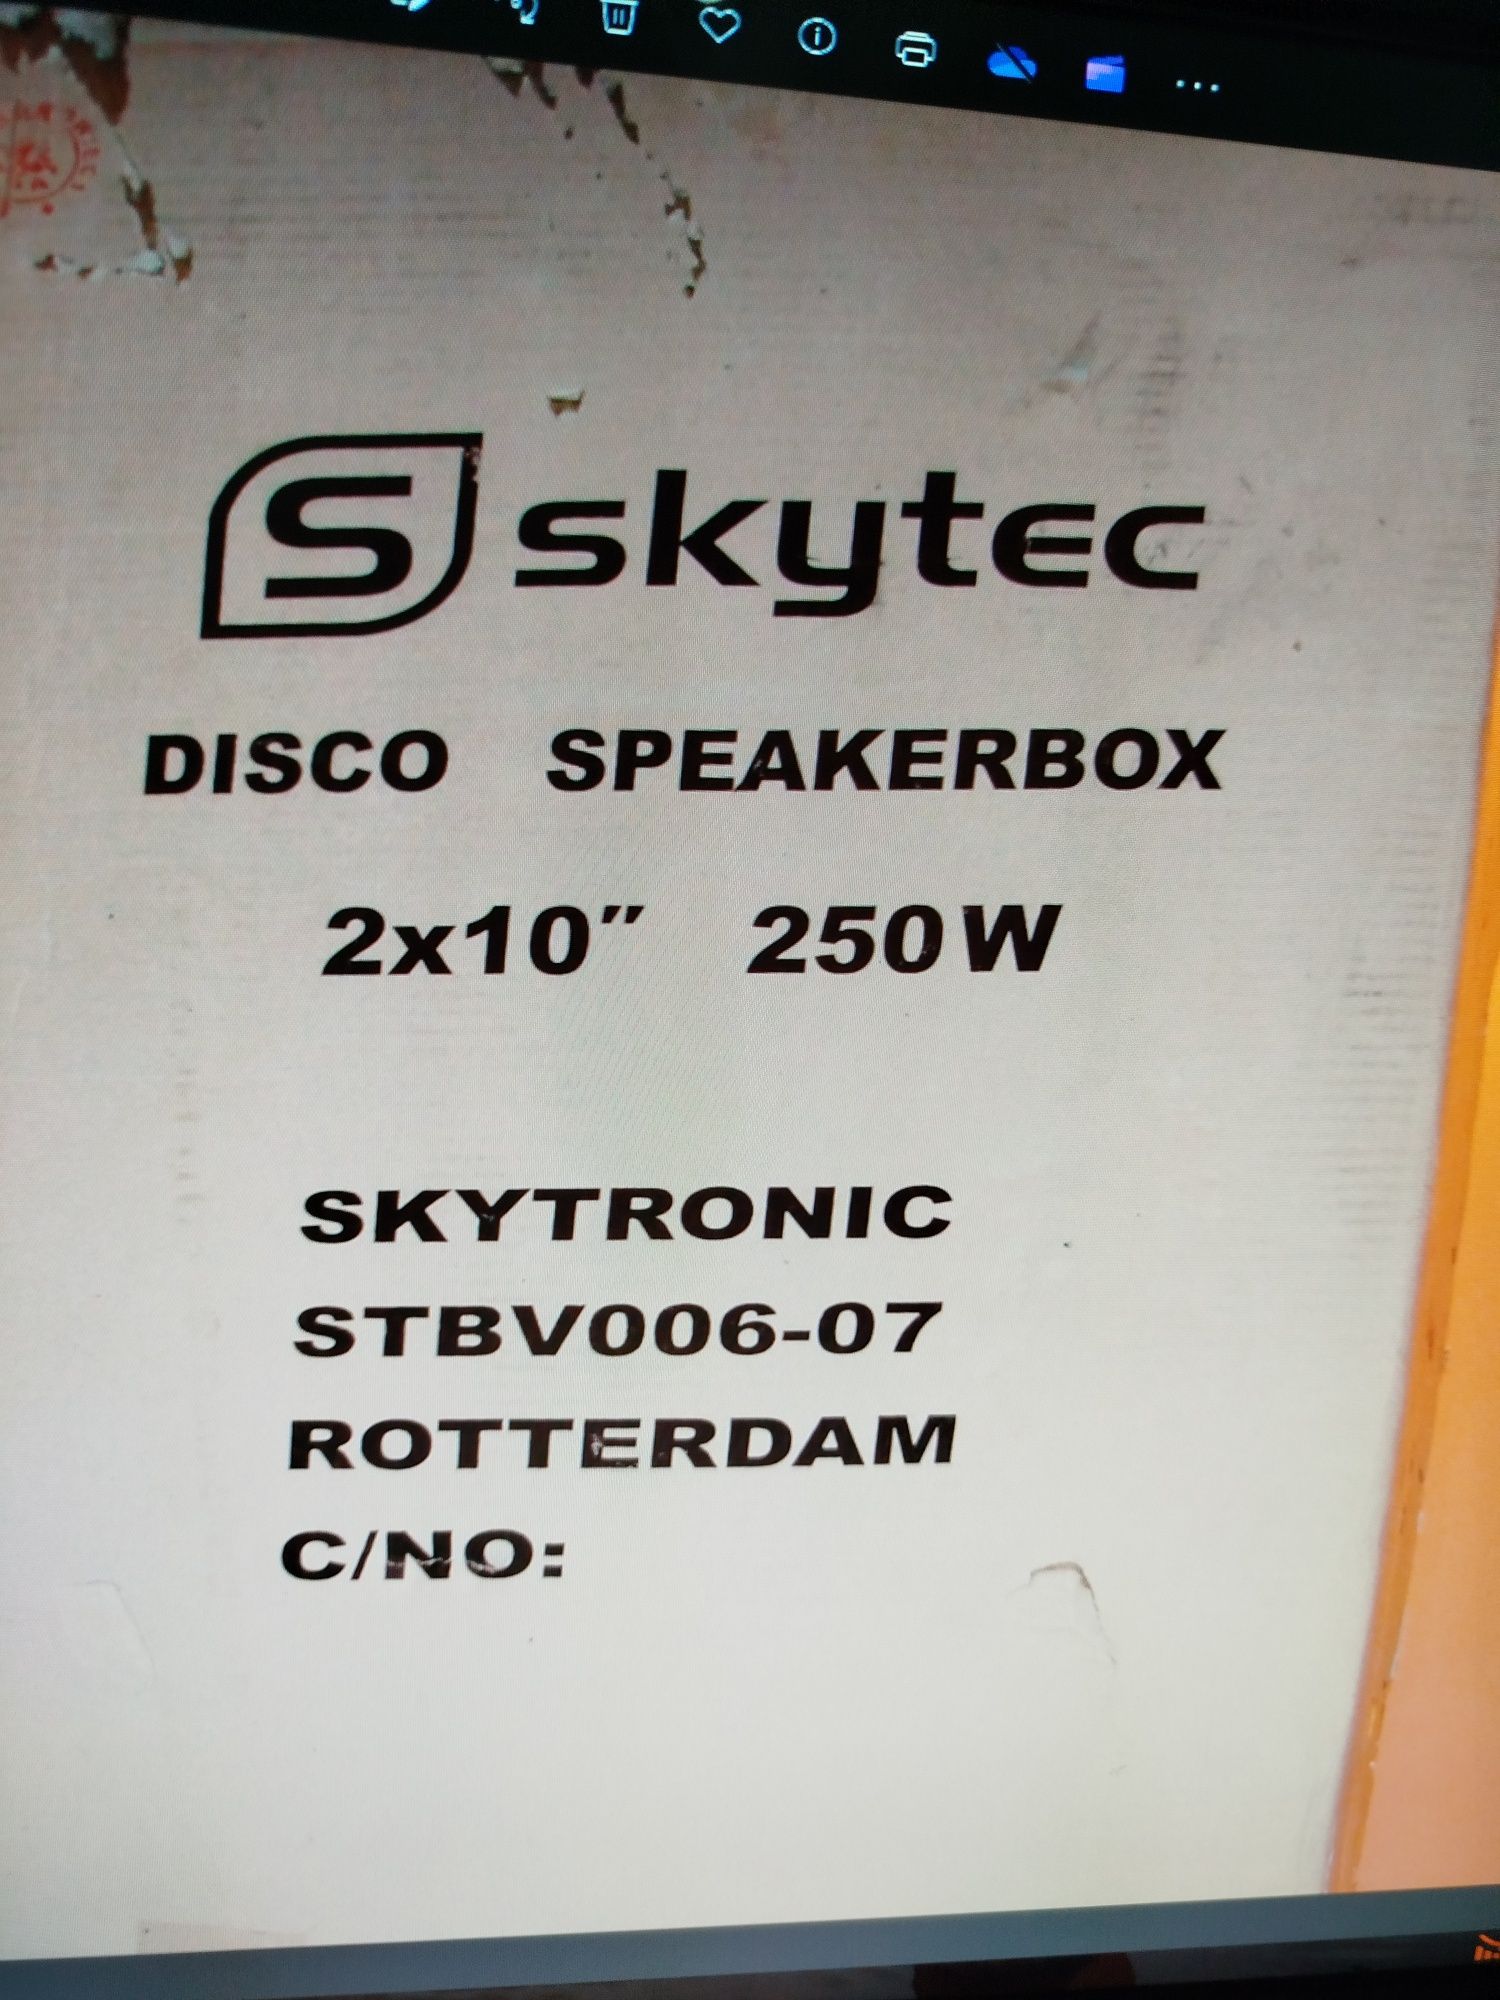 S skytec
DISCO SPEAKERBOX
2x10" 250W
SKYTRONIC
STBV006-07
ROTTERDAM
C/NO: